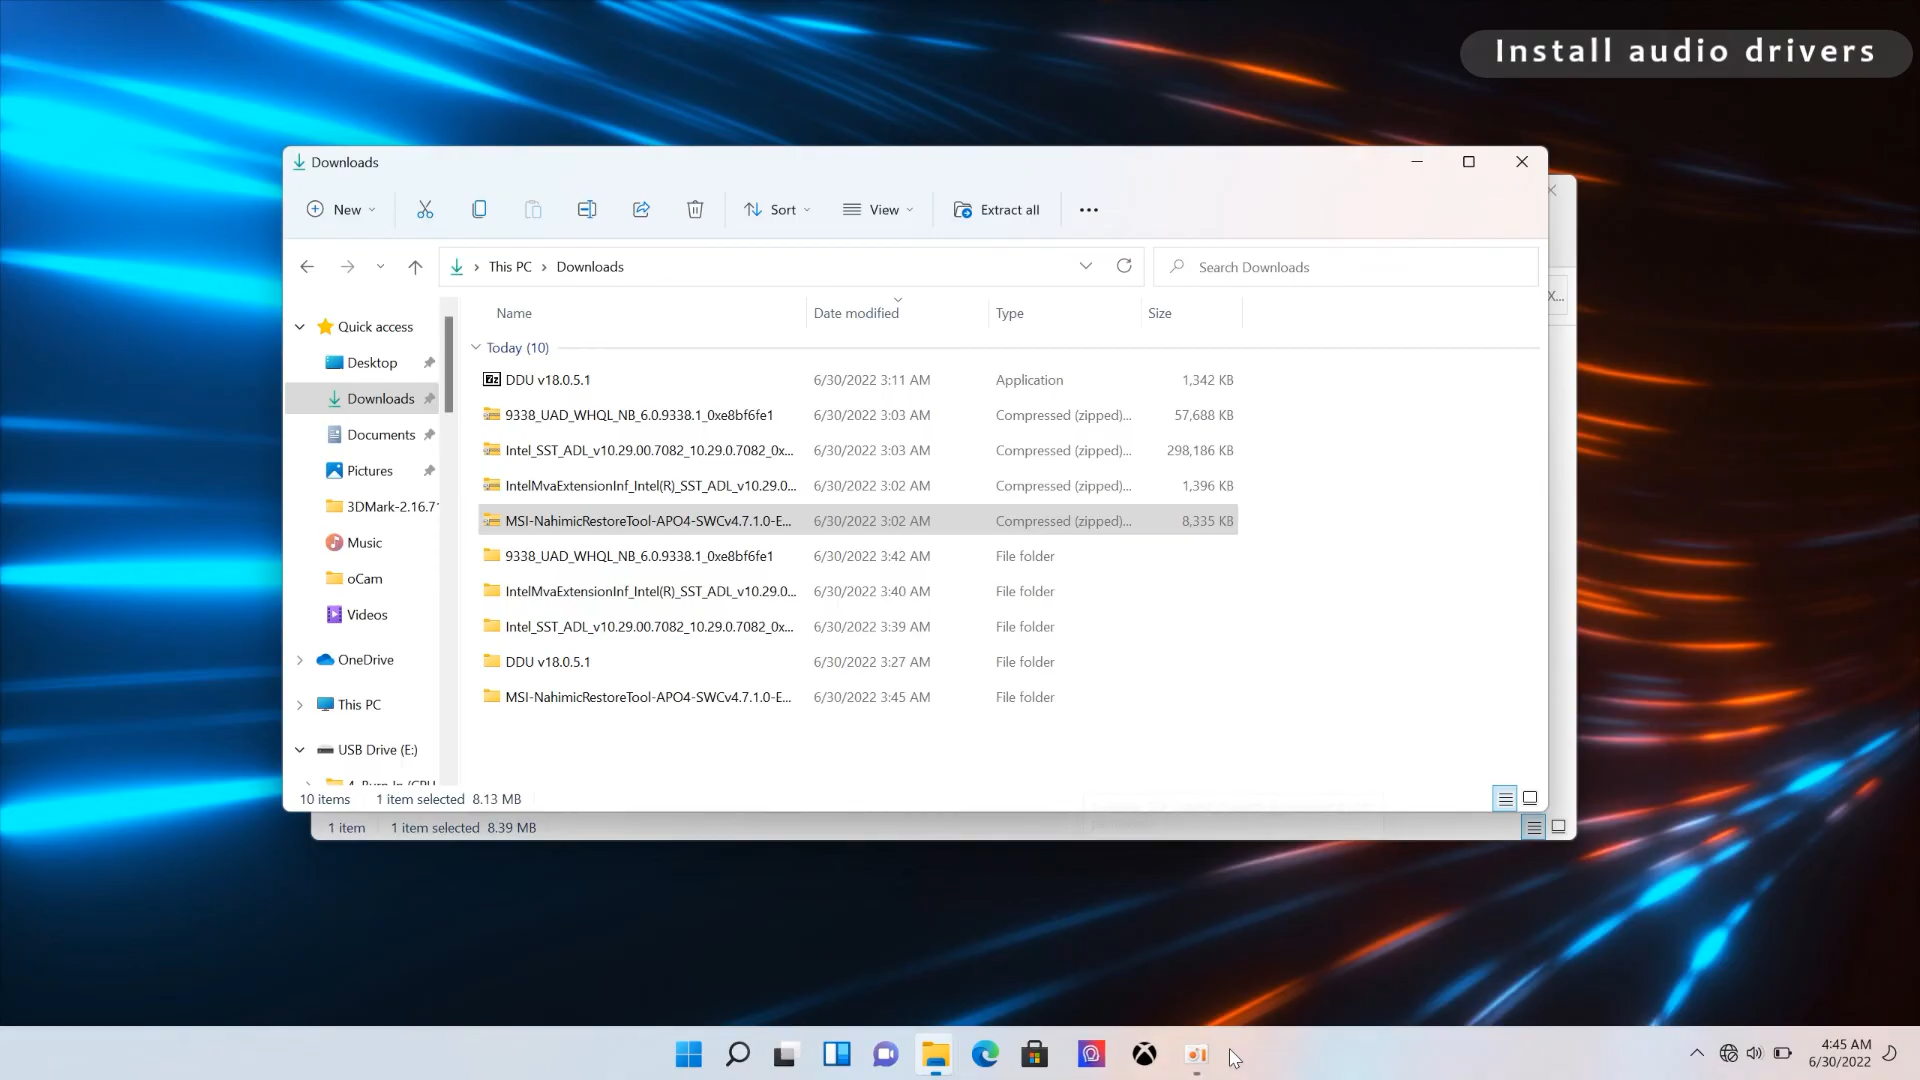 Install audio drivers
Downloads
New
Sort
View
Extract all
This PC
Downloads
Search Downloads
X...
Quick access
Desktop
Downloads
Documents
Pictures
3DMark-2.16.71
Music
oCam
Videos
OneDrive
This PC
USB Drive (E:)
Name Date modified Type Size
Today (10)
DDU v18.0.5.1 6/30/2022 3:11 AM Application 1,342 KB
9338_UAD_WHQL_NB_6.0.9338.1_0xe8bf6fe1 6/30/2022 3:03 AM Compressed (zipped)... 57,688 KB
Intel_SST_ADL_v10.29.00.7082_10.29.0.7082_0x... 6/30/2022 3:03 AM Compressed (zipped)... 298,186 KB
IntelMvaExtensionInf_Intel(R)_SST_ADL_v10.29.0... 6/30/2022 3:02 AM Compressed (zipped)... 1,396 KB
MSI-NahimicRestoreTool-APO4-SWCv4.7.1.0-E... 6/30/2022 3:02 AM Compressed (zipped)... 8,335 KB
9338_UAD_WHQL_NB_6.0.9338.1_0xe8bf6fe1 6/30/2022 3:42 AM File folder
IntelMvaExtensionInf_Intel(R)_SST_ADL_v10.29.0... 6/30/2022 3:40 AM File folder
Intel_SST_ADL_v10.29.00.7082_10.29.0.7082_0x... 6/30/2022 3:39 AM File folder
DDU v18.0.5.1 6/30/2022 3:27 AM File folder
MSI-NahimicRestoreTool-APO4-SWCv4.7.1.0-E... 6/30/2022 3:45 AM File folder
10 items 1 item selected 8.13 MB
1 item 1 item selected 8.39 MB
4:45 AM
6/30/2022